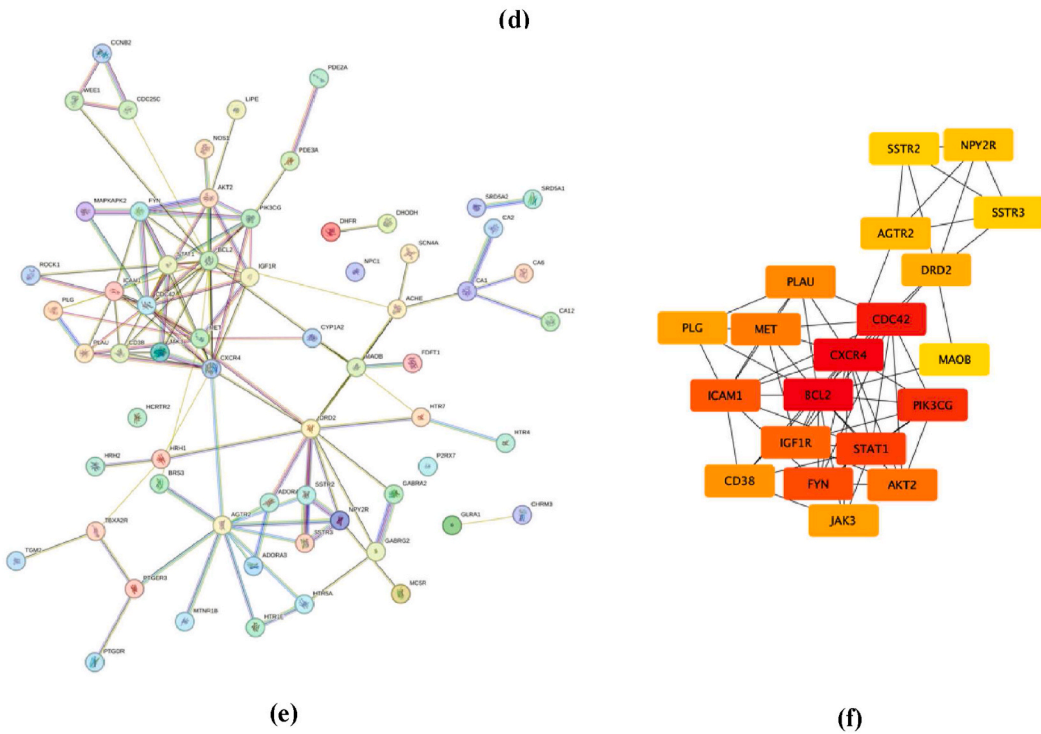 (d)
CCNB2
WEE1
CDC25C
PDE2A
LIPE
NOS1
PDE3A
AKT2
MAPKAPK2
FYN
PIK3CG
SRD5A2
SRD5A1
DHFR
DHODH
CA2
STAT1
BCL2
SCN4A
NPC1
ROCK1
IGF1R
CA6
ICAM1
CA1
PLG
CDC42
ACHE
CA12
CYP1A2
PLAU
CD38
CXCR4
MAOB
FDFT1
HCRTR2
HTR7
DRD2
HTR4
HRH2
HRH1
P2RX7
BRS3
SSTR2
GABRA2
NPY2R
CHRM3
AGTR2
GLRA1
TBXA2R
SSTR3
GABRG2
TGM2
ADORA3
PTGER3
MC5R
MTNR1B
HTR5A
PTGDR
(e)
SSTR2
NPY2R
SSTR3
AGTR2
DRD2
PLAU
PLG
MET
CDC42
CXCR4
MAOB
ICAM1
BCL2
PIK3CG
IGF1R
STAT1
CD38
FYN
AKT2
JAK3
(f)